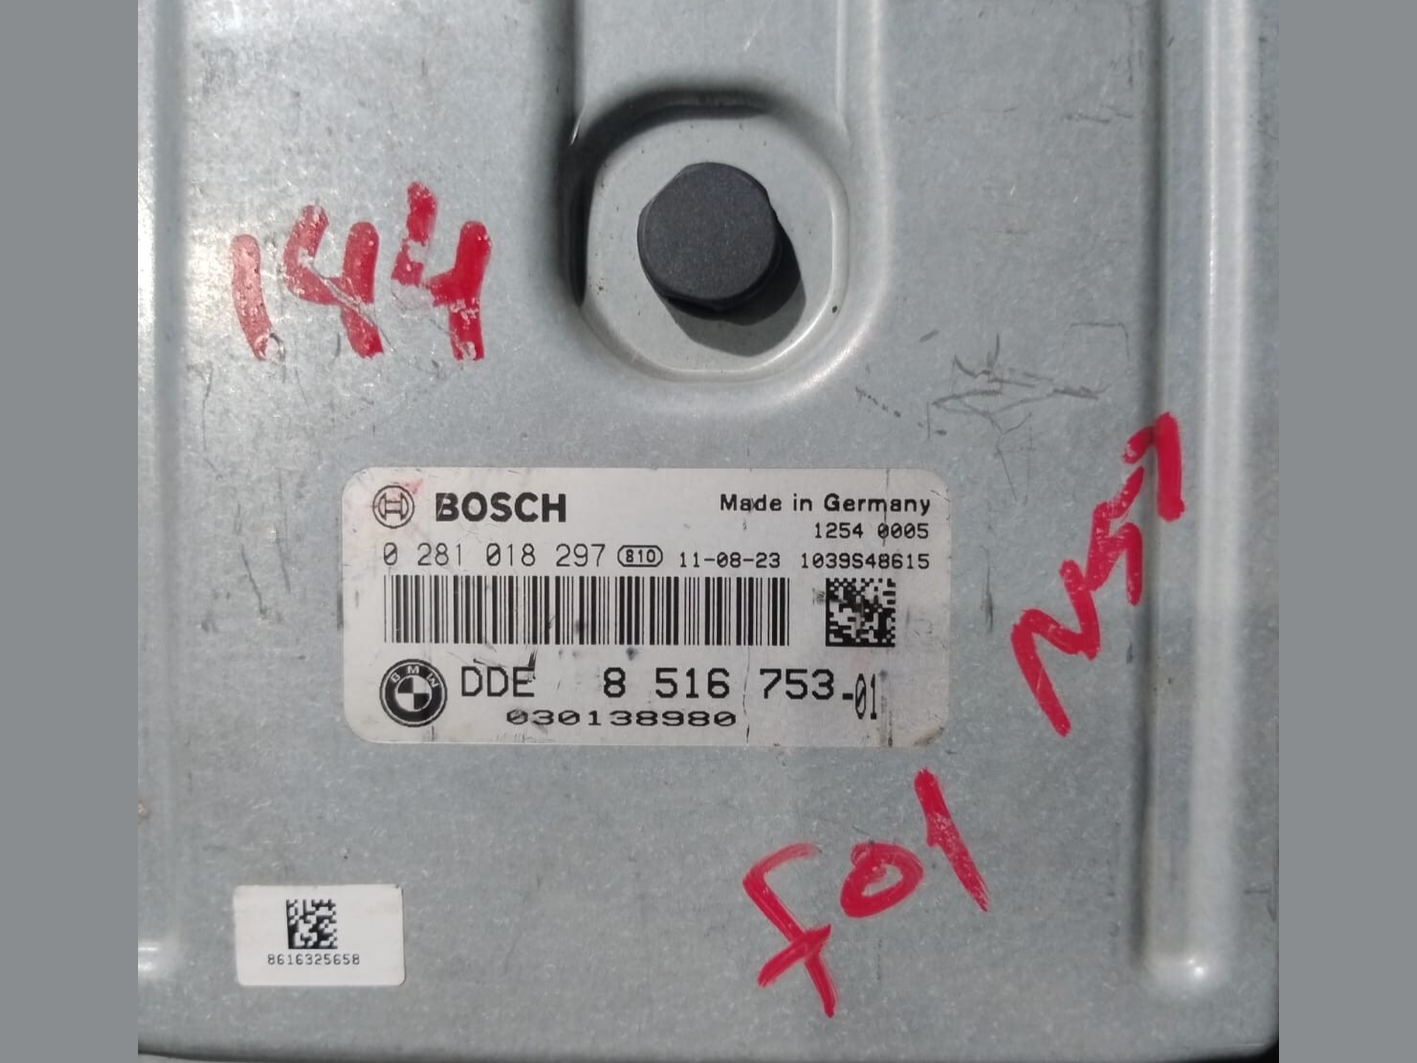 144
BOSCH Made in Germany
1254 0005
0 281 018 297 810 11-08-23 1039S48615
BMW DDE 8 516 753-01
030138980
N57
F01
8616325658